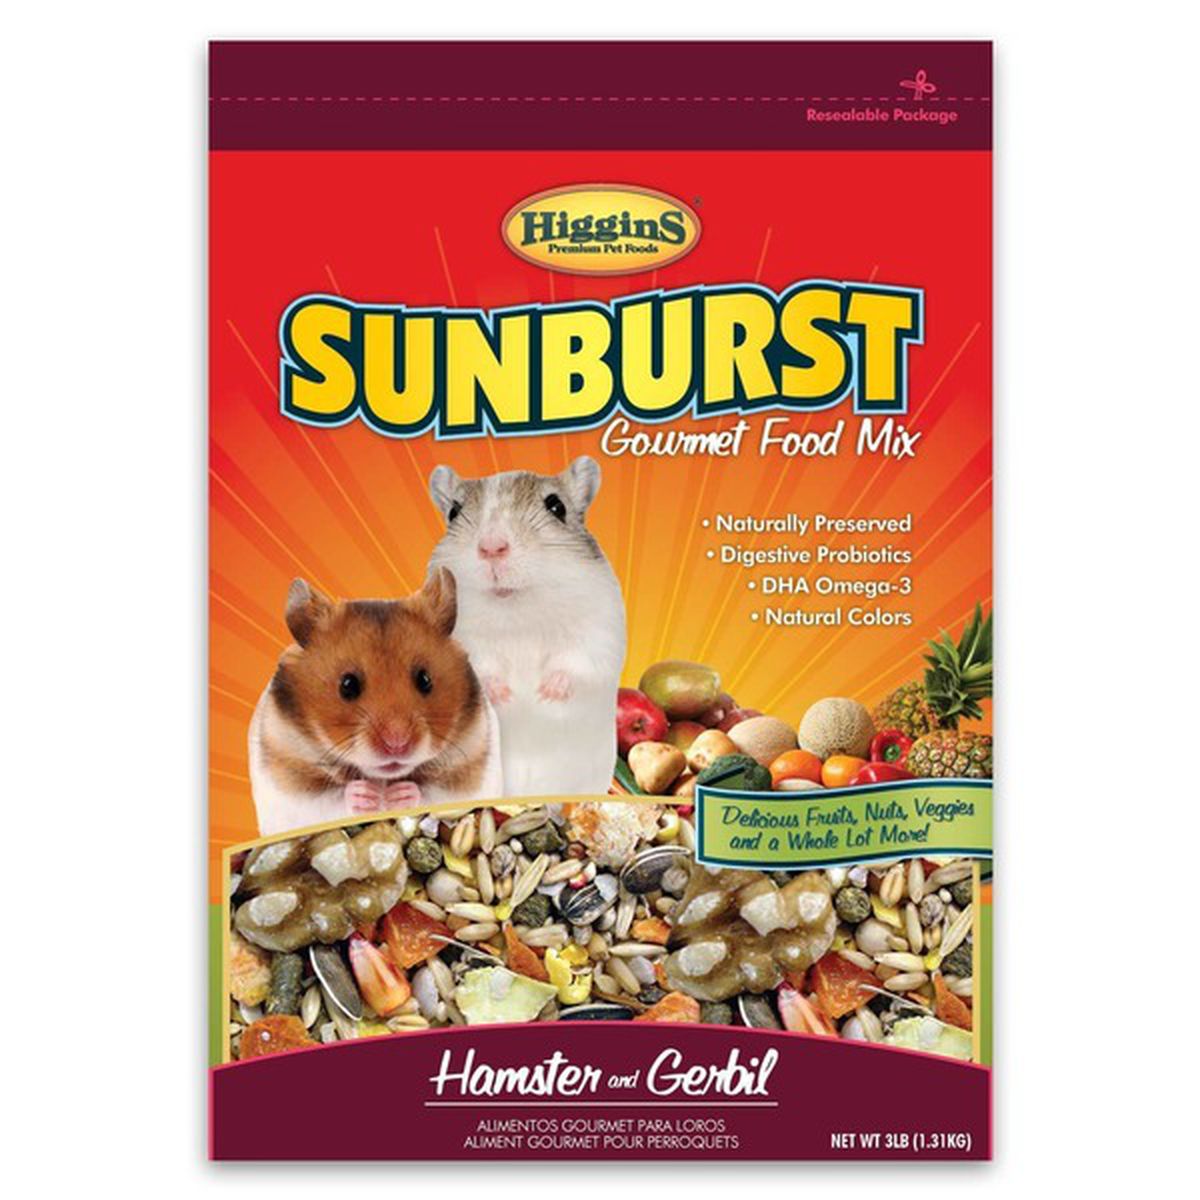 Resealable Package
HigginS®
Premium Pet Foods
SUNBURST
Gourmet Food Mix
• Naturally Preserved
• Digestive Probiotics
• DHA Omega-3
• Natural Colors
Delicious Fruits, Nuts, Veggies
and a Whole Lot More!
Hamster and Gerbil
ALIMENTOS GOURMET PARA LOROS
ALIMENT GOURMET POUR PERROQUETS
NET WT 3LB (1.31KG)